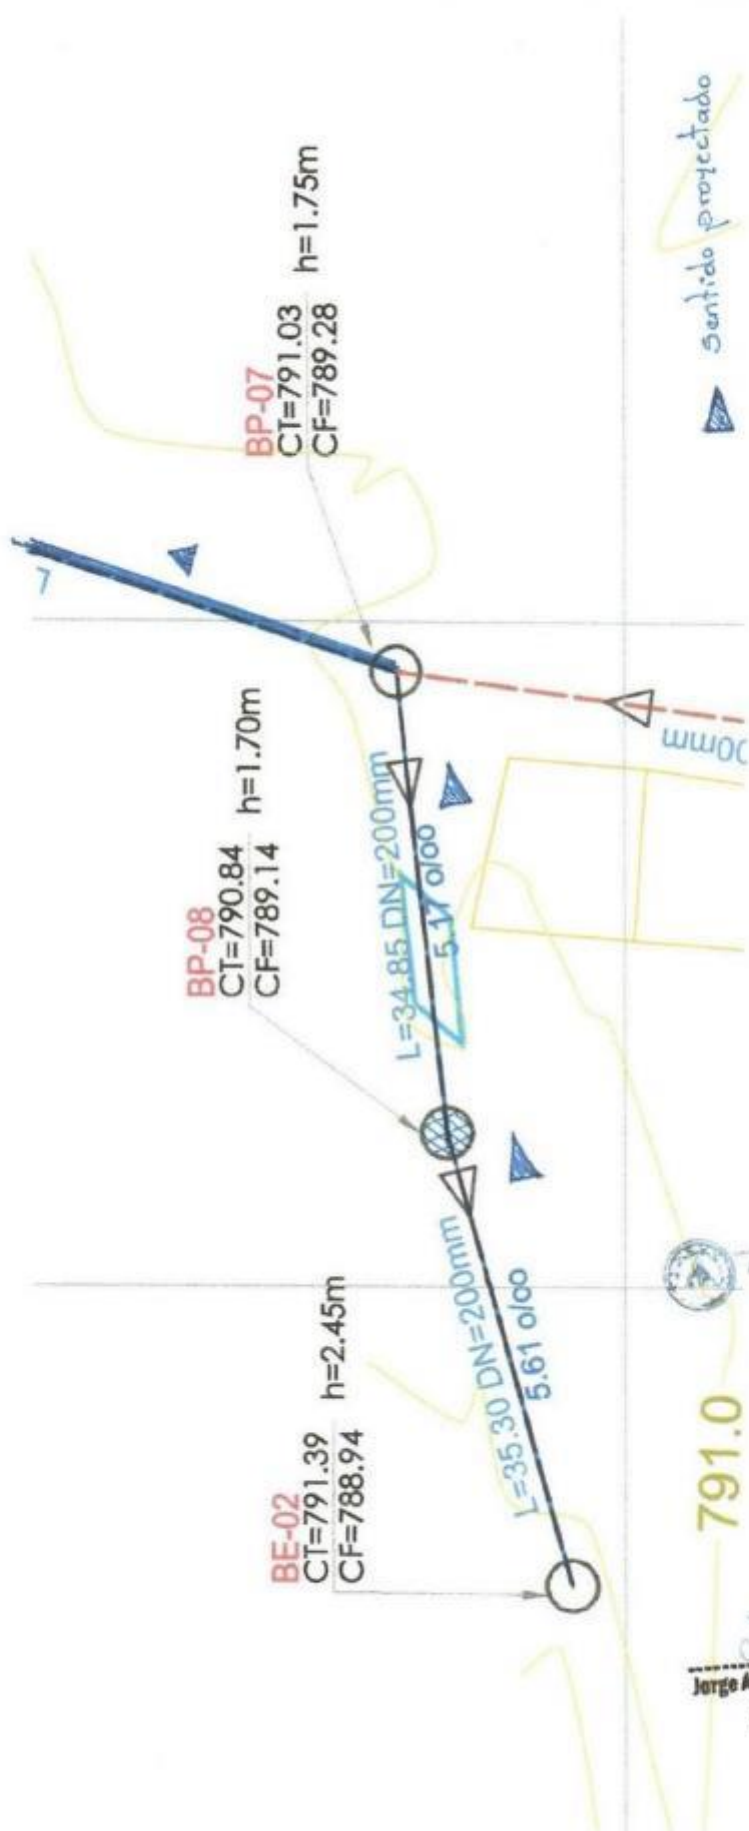 BE-02
CT=791.39
CF=788.94
h=2.45m
BP-08
CT=790.84
CF=789.14
h=1.70m
BP-07
CT=791.03
CF=789.28
h=1.75m
L=35.30 DN=200mm
5.61 o/oo
L=34.85 DN=200mm
5.17 o/oo
L
00mm
791.0
Sentido proyectado
Jorge A